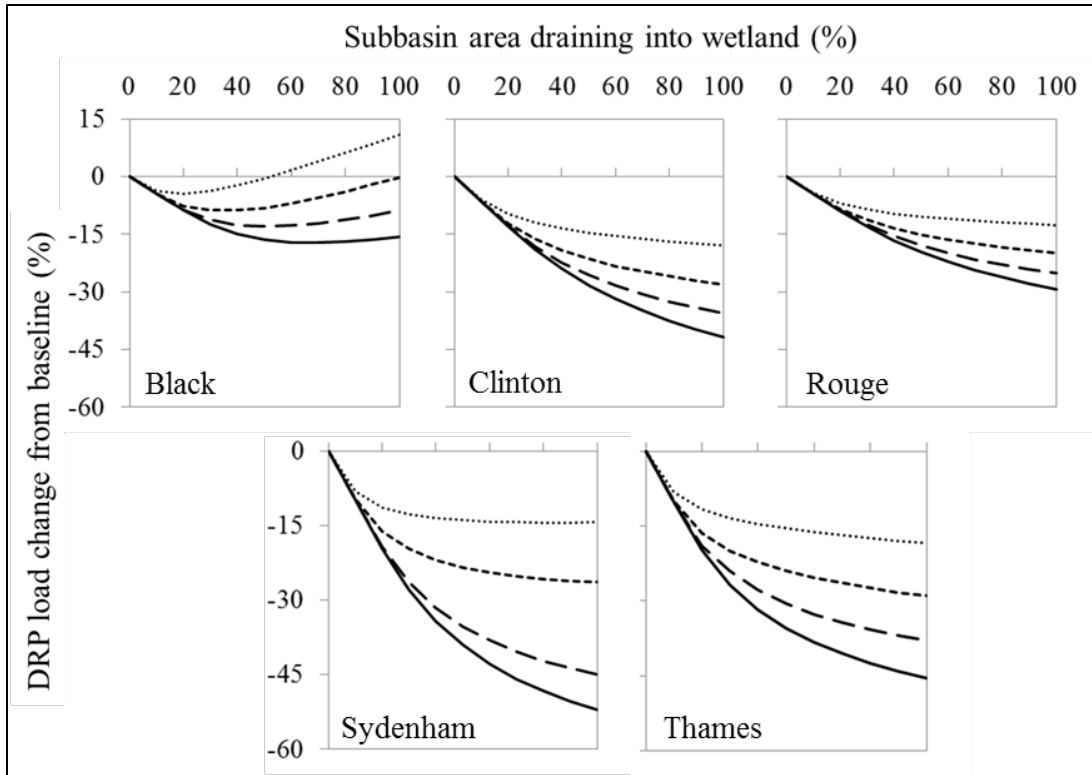 Subbasin area draining into wetland (%)
0 20 40 60 80 100 0 20 40 60 80 100 0 20 40 60 80 100
15
0
-15
-30
-45
-60
Black
Clinton
Rouge
DRP load change from baseline (%)
0
-15
-30
-45
-60
Sydenham
Thames